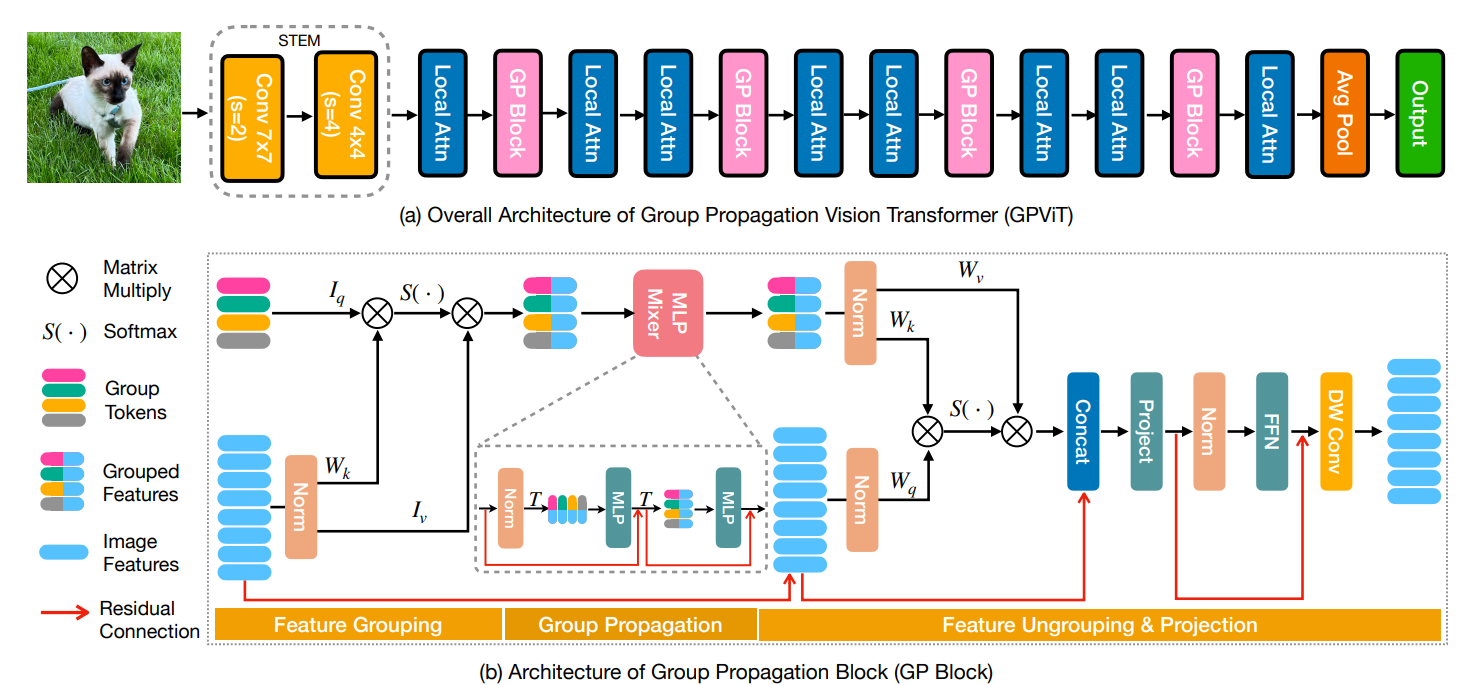 STEM
Conv 7x7
(s=2)
Conv 4x4
(s=4)
Local Attn
GP Block
Local Attn
Local Attn
GP Block
Local Attn
Local Attn
GP Block
Local Attn
Local Attn
GP Block
Local Attn
Avg Pool
Output
(a) Overall Architecture of Group Propagation Vision Transformer (GPViT)
Matrix
Multiply
S(·) Softmax
Group
Tokens
Grouped
Features
Image
Features
Residual
Connection
I_q
S(·)
Norm
W_k
I_v
MLP
Mixer
Norm
T
MLP
T
MLP
Norm
W_v
W_k
Norm
W_q
S(·)
Concat
Project
Norm
FFN
DW Conv
Feature Grouping
Group Propagation
Feature Ungrouping & Projection
(b) Architecture of Group Propagation Block (GP Block)